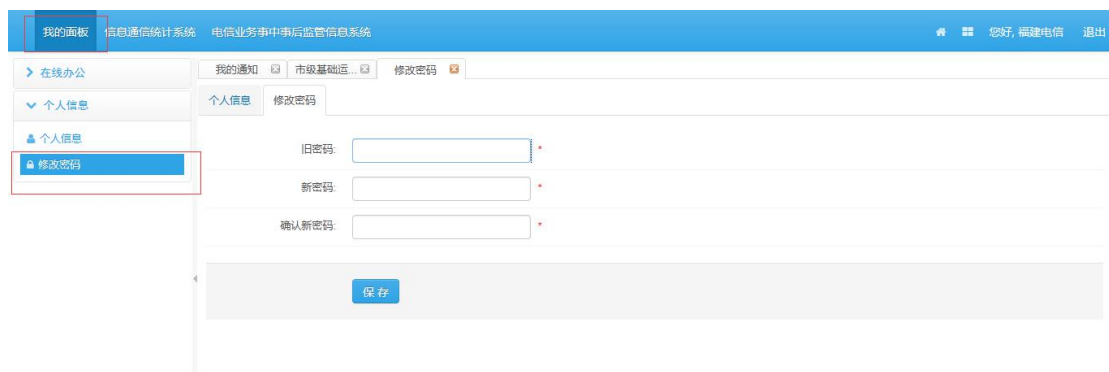 我的面板 信息通信统计系统 电信业务事中事后监管信息系统 您好, 福建电信 退出
在线办公
个人信息
个人信息
修改密码
我的通知 市级基础运... 修改密码
个人信息 修改密码
旧密码: *
新密码: *
确认新密码: *
保存